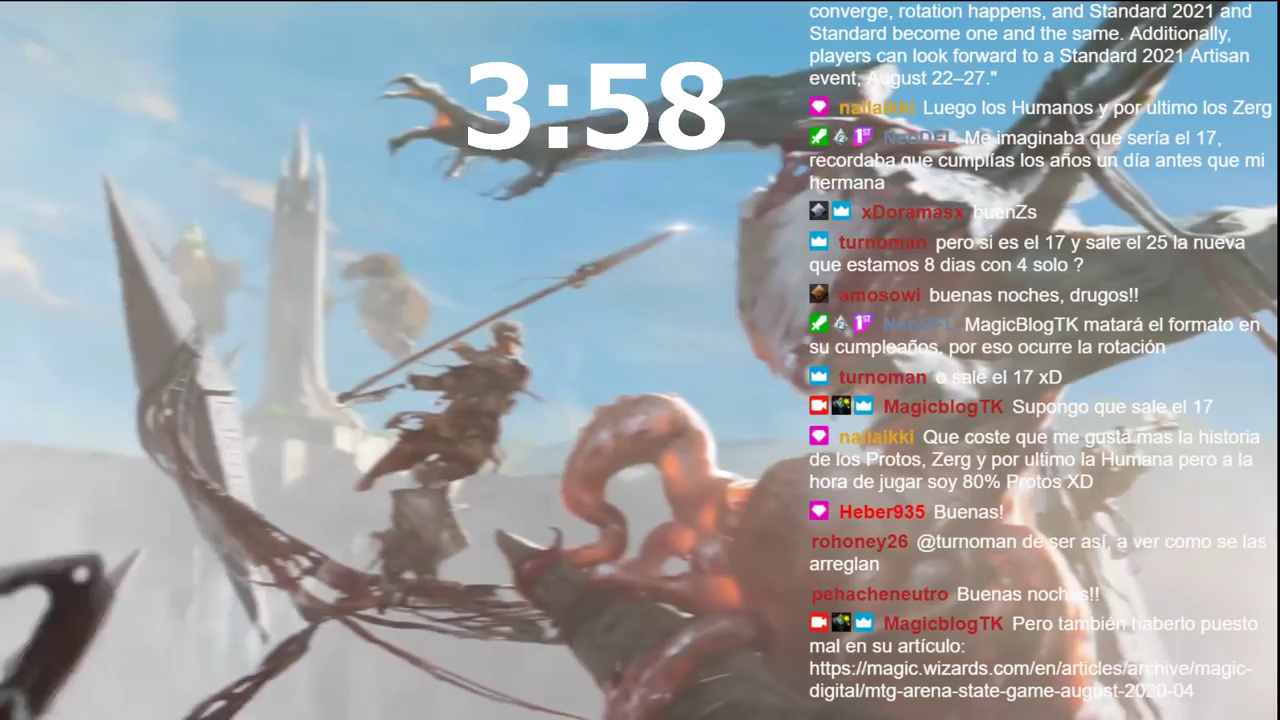 3:58
converge, rotation happens, and Standard 2021 and
Standard become one and the same. Additionally,
players can look forward to a Standard 2021 Artisan
event, August 22–27."
nailaikki Luego los Humanos y por ultimo los Zerg
NeoDFL Me imaginaba que sería el 17,
recordaba que cumplías los años un día antes que mi
hermana
xDoramasx buenZs
turnoman pero si es el 17 y sale el 25 la nueva
que estamos 8 dias con 4 solo ?
amosowi buenas noches, drugos!!
NeoDFL MagicBlogTK matará el formato en
su cumpleaños, por eso ocurre la rotación
turnoman o sale el 17 xD
MagicblogTK Supongo que sale el 17
nailaikki Que coste que me gusta mas la historia
de los Protos, Zerg y por ultimo la Humana pero a la
hora de jugar soy 80% Protos XD
Heber935 Buenas!
rohoney26 @turnoman de ser así, a ver como se las
arreglan
pehacheneutro Buenas noches!!
MagicblogTK Pero también haberlo puesto
mal en su artículo:
https://magic.wizards.com/en/articles/archive/magic-
digital/mtg-arena-state-game-august-2020-04